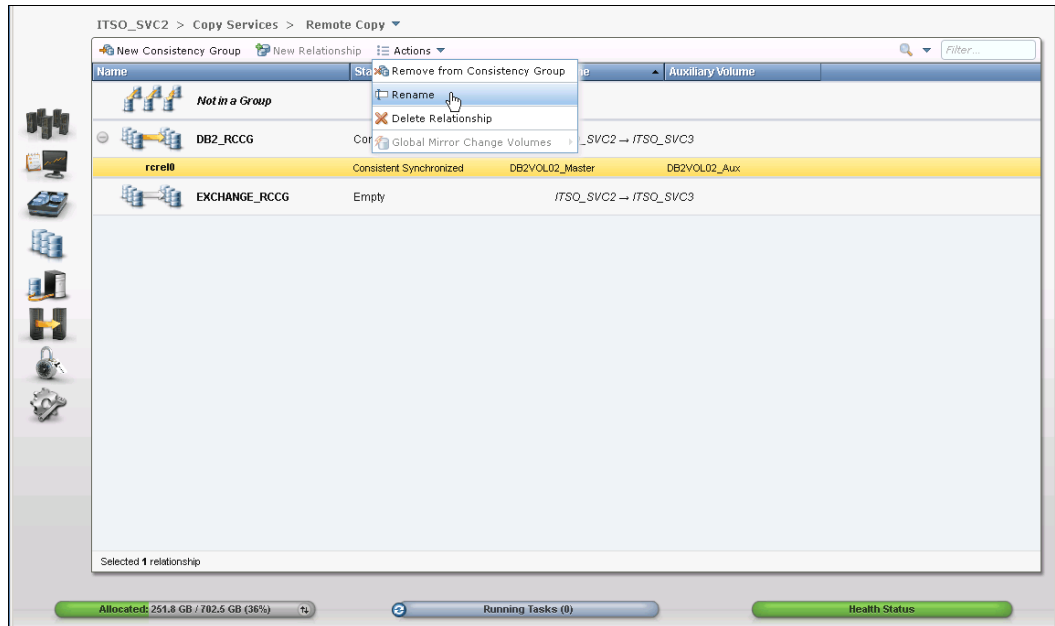 ITSO_SVC2 > Copy Services > Remote Copy
New Consistency Group New Relationship Actions Filter...
Name Sta e Auxiliary Volume
Remove from Consistency Group
Not in a Group
Rename
Delete Relationship
DB2_RCCG Cor _SVC2 → ITSO_SVC3
Global Mirror Change Volumes
rcrel0 Consistent Synchronized DB2VOL02_Master DB2VOL02_Aux
EXCHANGE_RCCG Empty ITSO_SVC2 → ITSO_SVC3
Selected 1 relationship
Allocated: 251.8 GB / 702.5 GB (36%) Running Tasks (0) Health Status